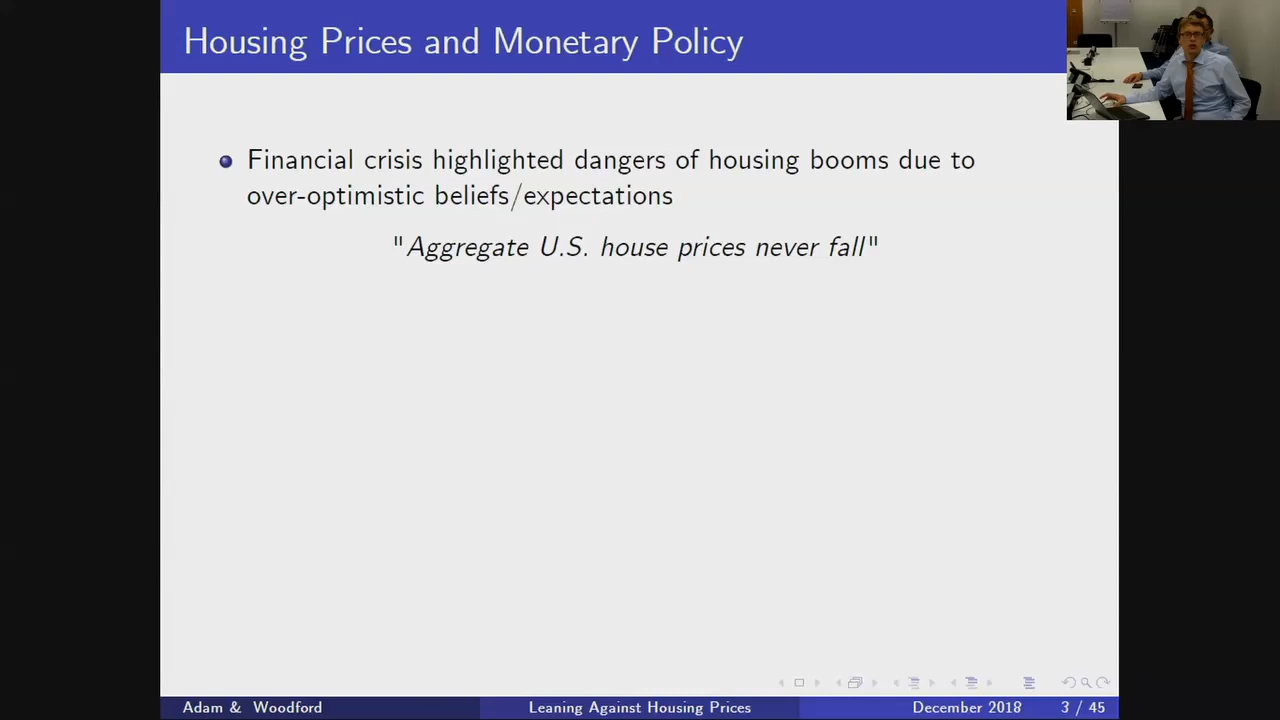 Housing Prices and Monetary Policy
Financial crisis highlighted dangers of housing booms due to
over-optimistic beliefs/expectations
"Aggregate U.S. house prices never fall"
Adam & Woodford
Leaning Against Housing Prices
December 2018
3 / 45